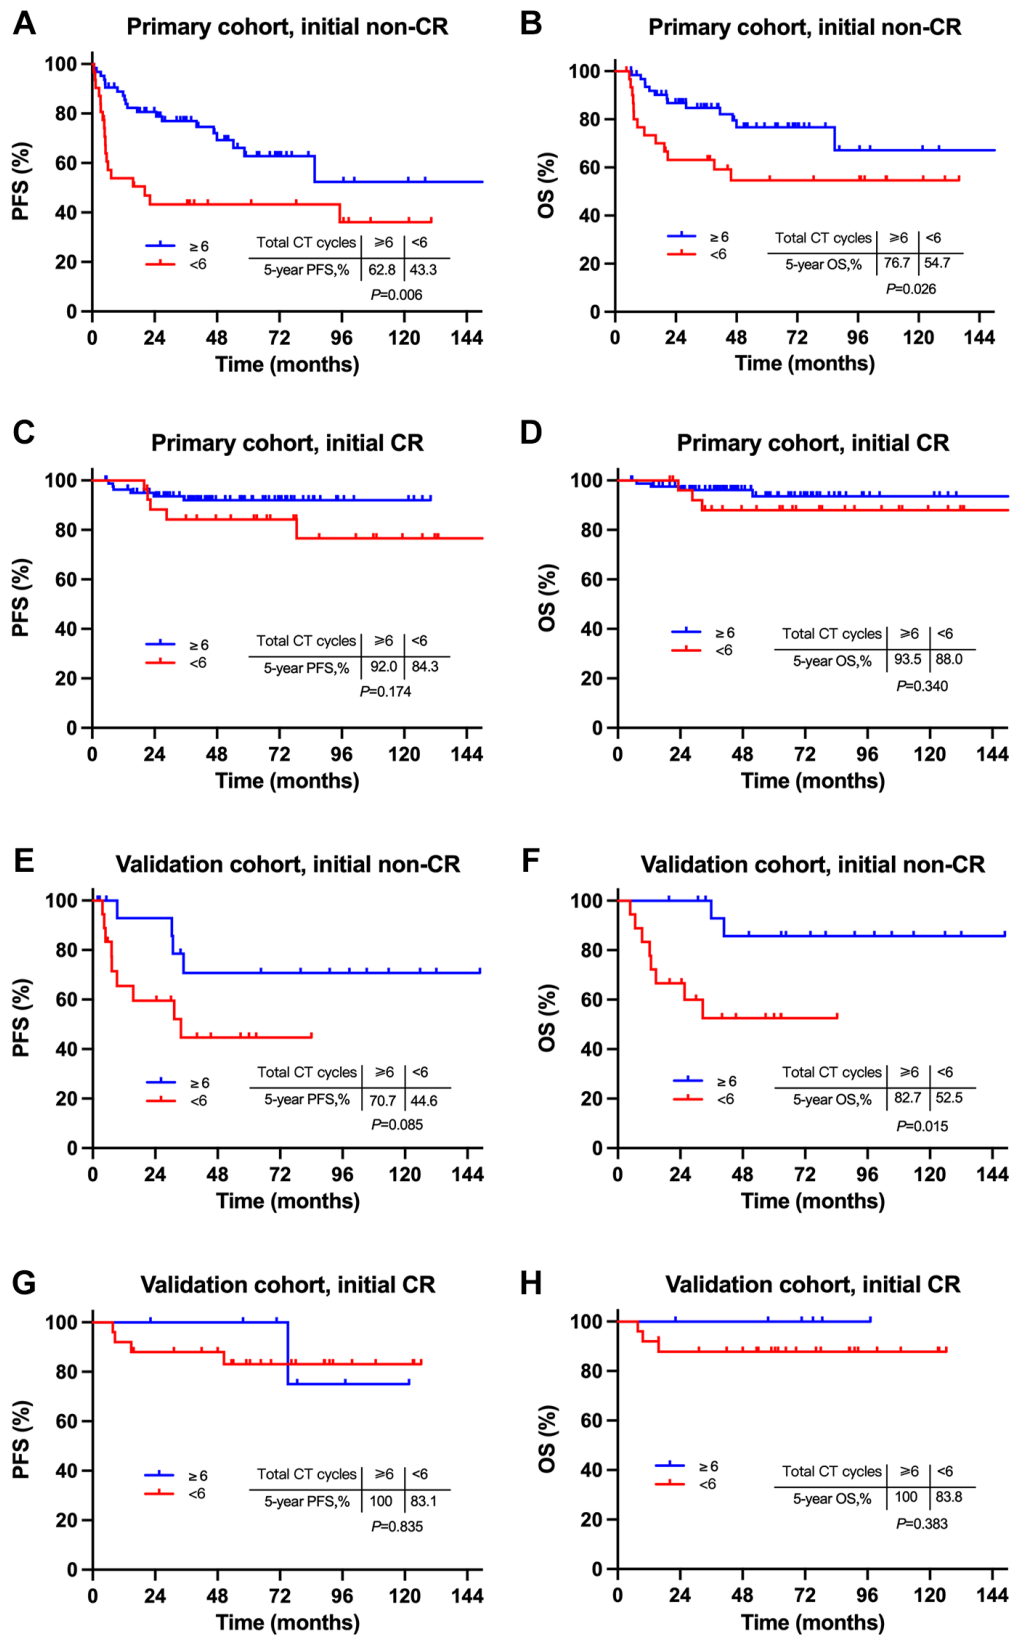 A
Primary cohort, initial non-CR
PFS (%)
100
80
60
40
20
0
≥ 6
<6
Total CT cycles ⩾6 <6
5-year PFS,% 62.8 43.3
P=0.006
0 24 48 72 96 120 144
Time (months)
B
Primary cohort, initial non-CR
OS (%)
100
80
60
40
20
0
≥ 6
<6
Total CT cycles ⩾6 <6
5-year OS,% 76.7 54.7
P=0.026
0 24 48 72 96 120 144
Time (months)
C
Primary cohort, initial CR
PFS (%)
100
80
60
40
20
0
≥ 6
<6
Total CT cycles ⩾6 <6
5-year PFS,% 92.0 84.3
P=0.174
0 24 48 72 96 120 144
Time (months)
D
Primary cohort, initial CR
OS (%)
100
80
60
40
20
0
≥ 6
<6
Total CT cycles ⩾6 <6
5-year OS,% 93.5 88.0
P=0.340
0 24 48 72 96 120 144
Time (months)
E
Validation cohort, initial non-CR
PFS (%)
100
80
60
40
20
0
≥ 6
<6
Total CT cycles ⩾6 <6
5-year PFS,% 70.7 44.6
P=0.085
0 24 48 72 96 120 144
Time (months)
F
Validation cohort, initial non-CR
OS (%)
100
80
60
40
20
0
≥ 6
<6
Total CT cycles ⩾6 <6
5-year OS,% 82.7 52.5
P=0.015
0 24 48 72 96 120 144
Time (months)
G
Validation cohort, initial CR
PFS (%)
100
80
60
40
20
0
≥ 6
<6
Total CT cycles ⩾6 <6
5-year PFS,% 100 83.1
P=0.835
0 24 48 72 96 120 144
Time (months)
H
Validation cohort, initial CR
OS (%)
100
80
60
40
20
0
≥ 6
<6
Total CT cycles ⩾6 <6
5-year OS,% 100 83.8
P=0.383
0 24 48 72 96 120 144
Time (months)